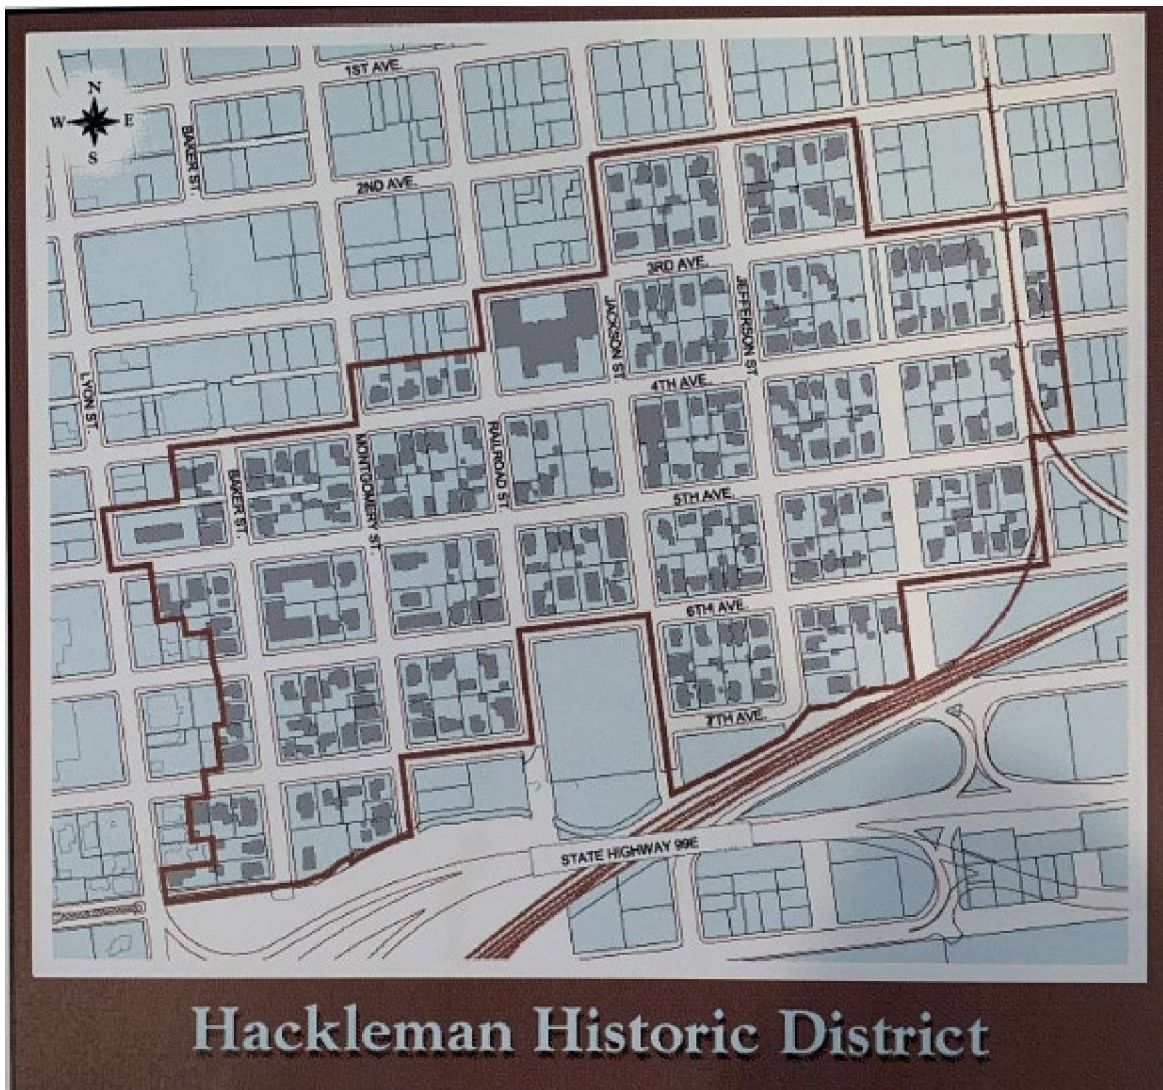 N
W E
S
1ST AVE.
BAKER ST.
2ND AVE.
3RD AVE.
JACKSON ST.
JEFFERSON ST.
LYON ST.
4TH AVE.
BAKER ST.
MONTGOMERY ST.
RAILROAD ST.
5TH AVE.
6TH AVE.
7TH AVE.
STATE HIGHWAY 99E
Hackleman Historic District